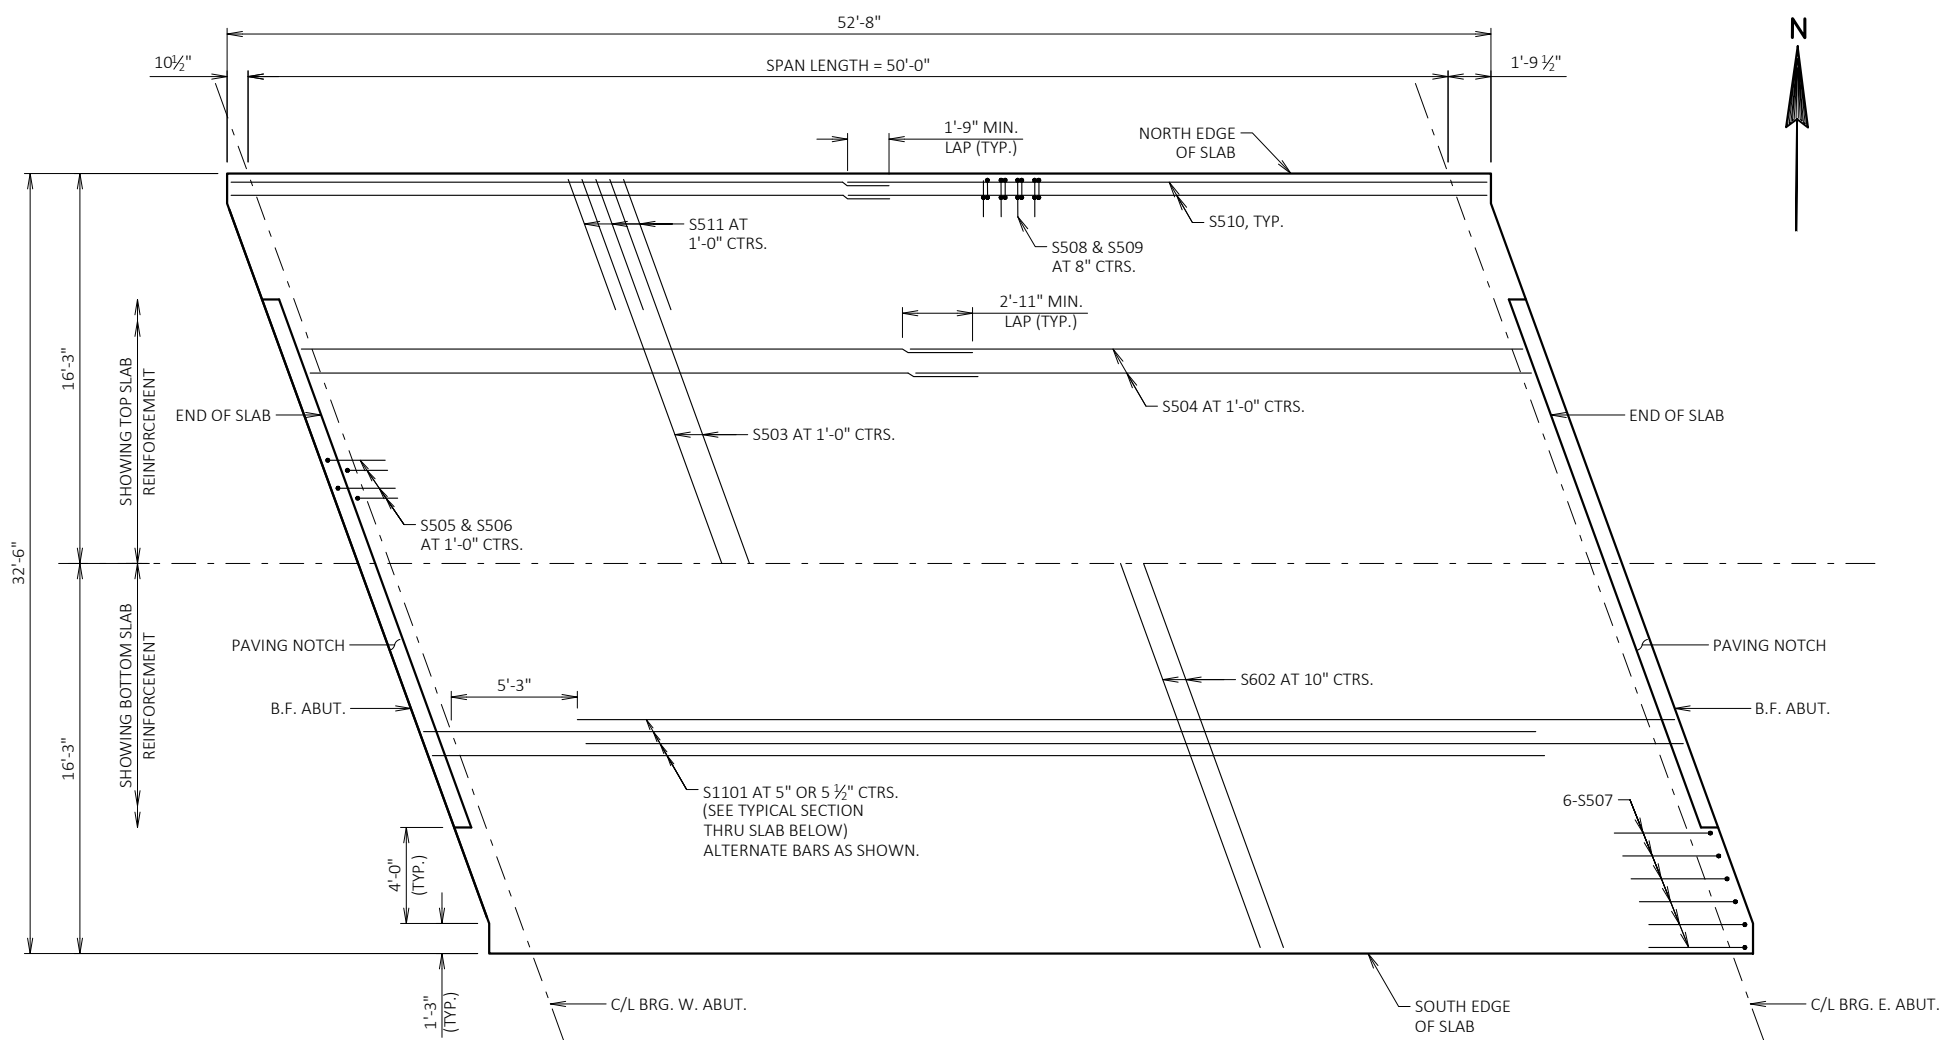 52'-8"
N
10½"
SPAN LENGTH = 50'-0"
1'-9 ½"
1'-9" MIN.
LAP (TYP.)
NORTH EDGE
OF SLAB
S511 AT
1'-0" CTRS.
S510, TYP.
S508 & S509
AT 8" CTRS.
2'-11" MIN.
LAP (TYP.)
16'-3"
SHOWING TOP SLAB
REINFORCEMENT
END OF SLAB
S504 AT 1'-0" CTRS.
END OF SLAB
S503 AT 1'-0" CTRS.
S505 & S506
AT 1'-0" CTRS.
32'-6"
SHOWING BOTTOM SLAB
REINFORCEMENT
PAVING NOTCH
PAVING NOTCH
5'-3"
S602 AT 10" CTRS.
B.F. ABUT.
B.F. ABUT.
16'-3"
S1101 AT 5" OR 5 ½" CTRS.
(SEE TYPICAL SECTION
THRU SLAB BELOW)
ALTERNATE BARS AS SHOWN.
6-S507
4'-0"
(TYP.)
1'-3"
(TYP.)
C/L BRG. W. ABUT.
SOUTH EDGE
OF SLAB
C/L BRG. E. ABUT.